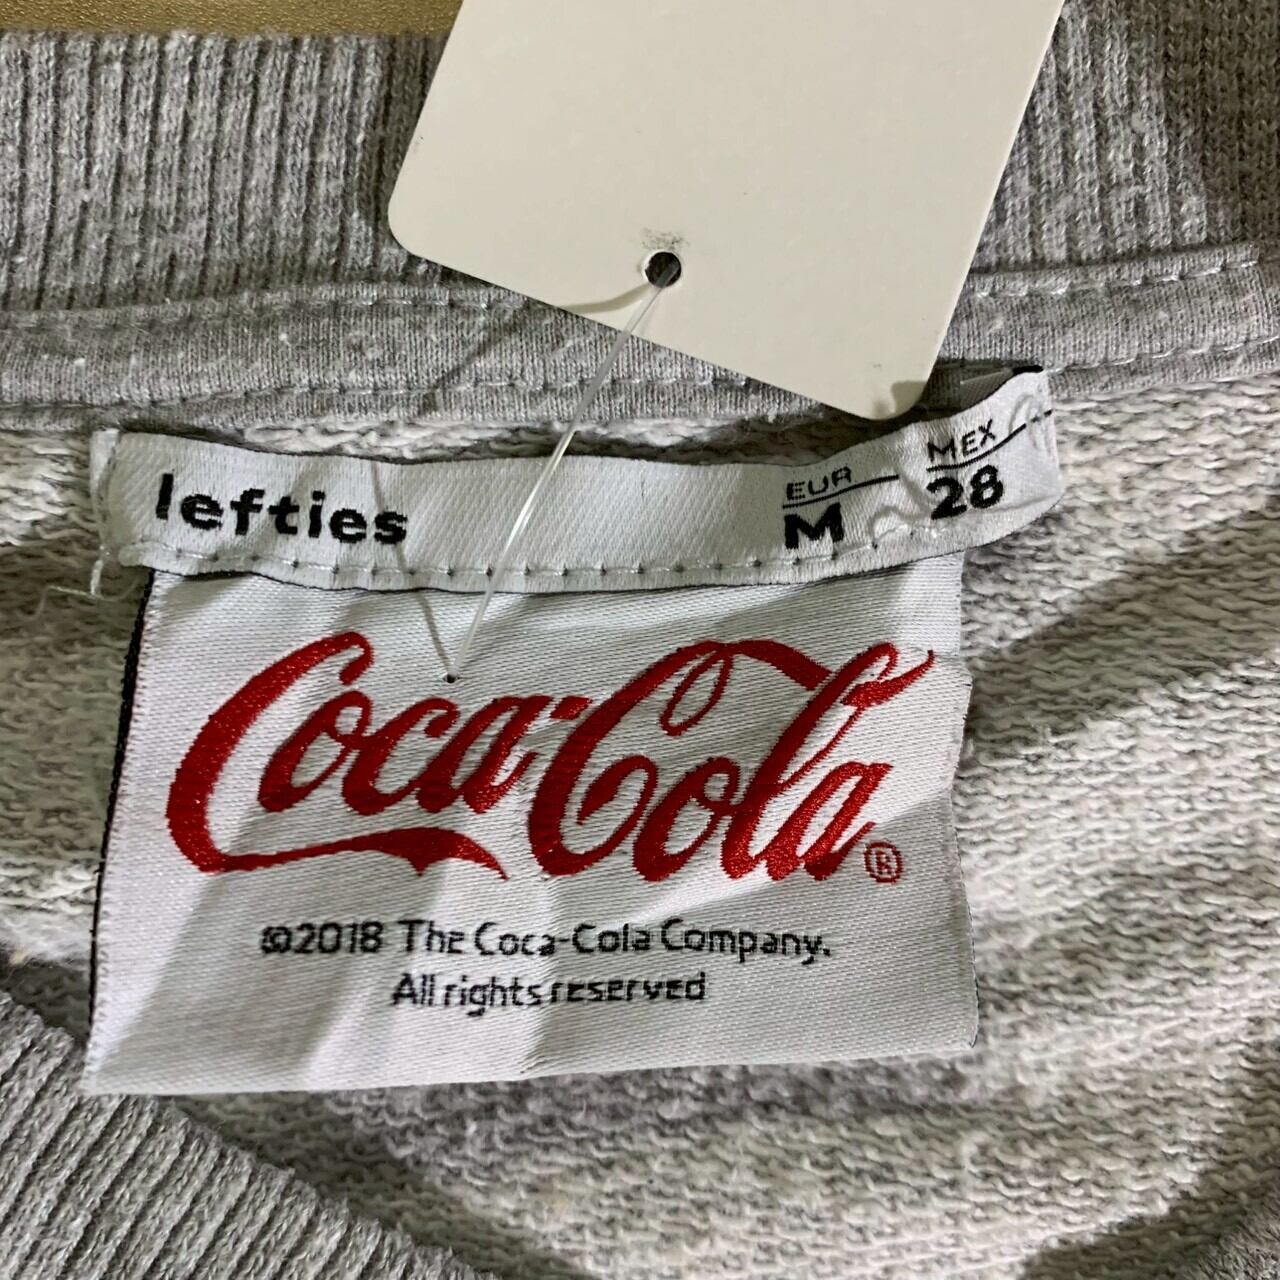 lefties
EUR MEX
M 28
Coca-Cola®
©2018 The Coca-Cola Company.
All rights reserved